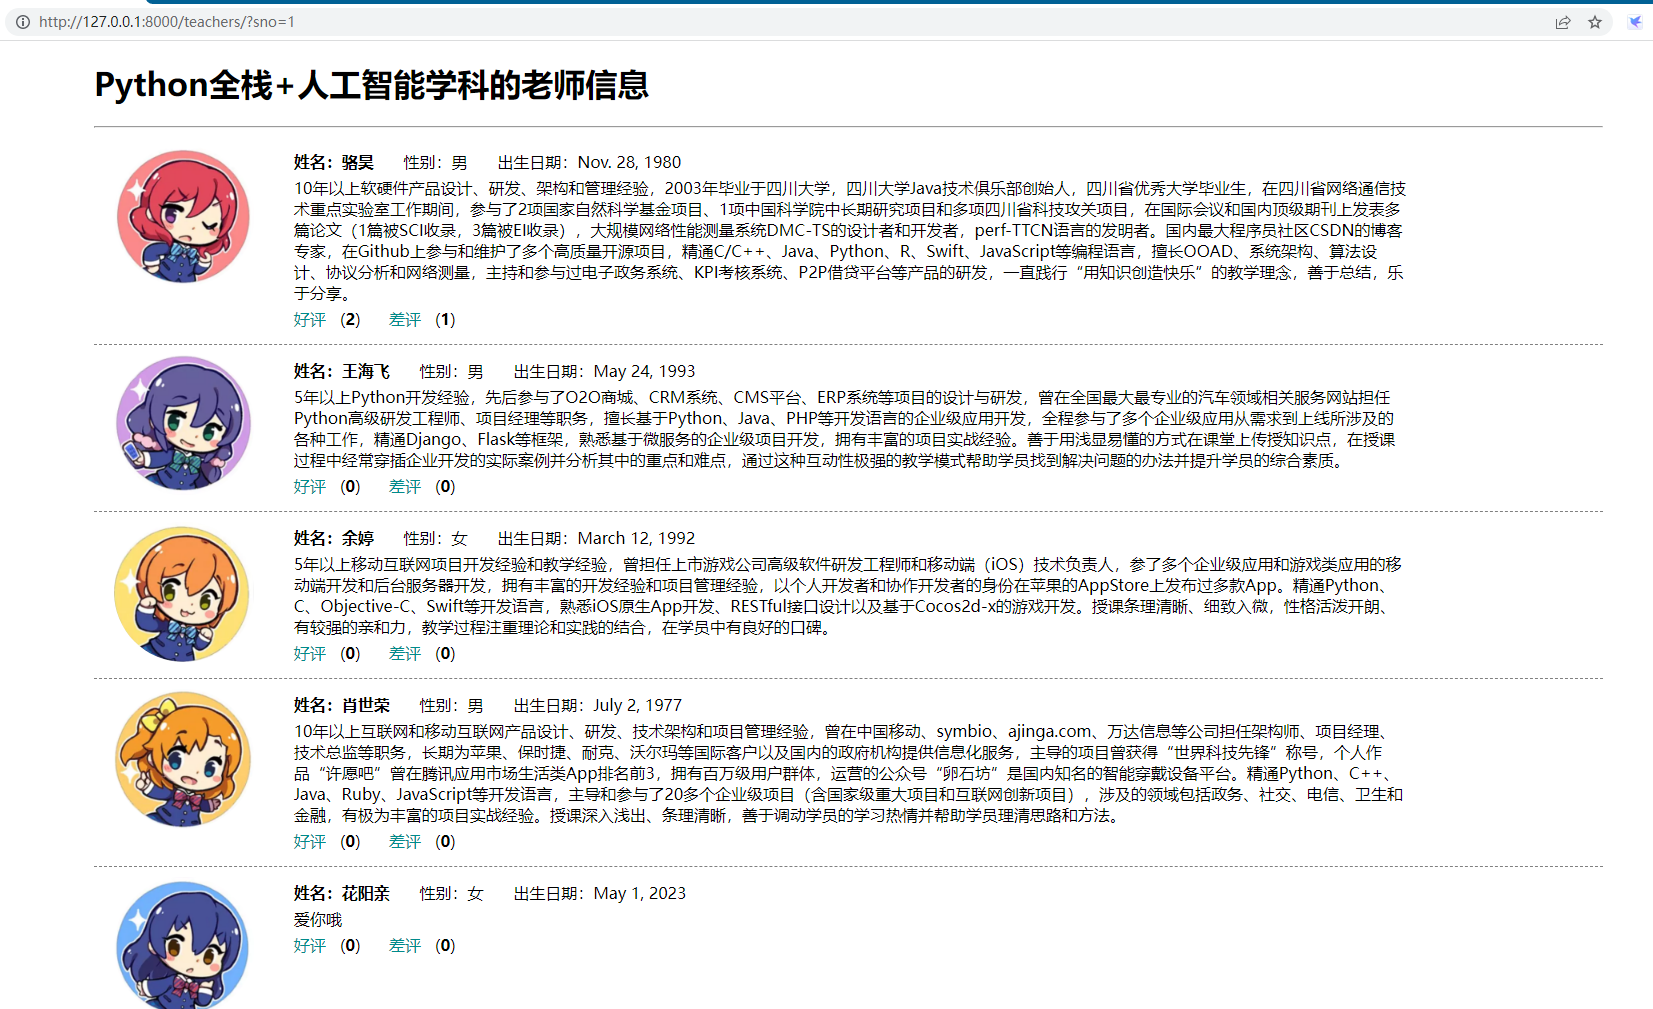 http://127.0.0.1:8000/teachers/?sno=1
Python全栈+人工智能学科的老师信息
姓名：骆昊 性别：男 出生日期：Nov. 28, 1980
10年以上软硬件产品设计、研发、架构和管理经验，2003年毕业于四川大学，四川大学Java技术俱乐部创始人，四川省优秀大学毕业生，在四川省网络通信技
术重点实验室工作期间，参与了2项国家自然科学基金项目、1项中国科学院中长期研究项目和多项四川省科技攻关项目，在国际会议和国内顶级期刊上发表多
篇论文（1篇被SCI收录，3篇被EI收录），大规模网络性能测量系统DMC-TS的设计者和开发者，perf-TTCN语言的发明者。国内最大程序员社区CSDN的博客
专家，在Github上参与和维护了多个高质量开源项目，精通C/C++、Java、Python、R、Swift、JavaScript等编程语言，擅长OOAD、系统架构、算法设
计、协议分析和网络测量，主持和参与过电子政务系统、KPI考核系统、P2P借贷平台等产品的研发，一直践行“用知识创造快乐”的教学理念，善于总结，乐
于分享。
好评 (2) 差评 (1)
姓名：王海飞 性别：男 出生日期：May 24, 1993
5年以上Python开发经验，先后参与了O2O商城、CRM系统、CMS平台、ERP系统等项目的设计与研发，曾在全国最大最专业的汽车领域相关服务网站担任
Python高级研发工程师、项目经理等职务，擅长基于Python、Java、PHP等开发语言的企业级应用开发，全程参与了多个企业级应用从需求到上线所涉及的
各种工作，精通Django、Flask等框架，熟悉基于微服务的企业级项目开发，拥有丰富的项目实战经验。善于用浅显易懂的方式在课堂上传授知识点，在授课
过程中经常穿插企业开发的实际案例并分析其中的重点和难点，通过这种互动性极强的教学模式帮助学员找到解决问题的办法并提升学员的综合素质。
好评 (0) 差评 (0)
姓名：余婷 性别：女 出生日期：March 12, 1992
5年以上移动互联网项目开发经验和教学经验，曾担任上市游戏公司高级软件研发工程师和移动端（iOS）技术负责人，参了多个企业级应用和游戏类应用的移
动端开发和后台服务器开发，拥有丰富的开发经验和项目管理经验，以个人开发者和协作开发者的身份在苹果的AppStore上发布过多款App。精通Python、
C、Objective-C、Swift等开发语言，熟悉iOS原生App开发、RESTful接口设计以及基于Cocos2d-x的游戏开发。授课条理清晰、细致入微，性格活泼开朗、
有较强的亲和力，教学过程注重理论和实践的结合，在学员中有良好的口碑。
好评 (0) 差评 (0)
姓名：肖世荣 性别：男 出生日期：July 2, 1977
10年以上互联网和移动互联网产品设计、研发、技术架构和项目管理经验，曾在中国移动、symbio、ajinga.com、万达信息等公司担任架构师、项目经理、
技术总监等职务，长期为苹果、保时捷、耐克、沃尔玛等国际客户以及国内的政府机构提供信息化服务，主导的项目曾获得“世界科技先锋”称号，个人作
品“许愿吧”曾在腾讯应用市场生活类App排名前3，拥有百万级用户群体，运营的公众号“卵石坊”是国内知名的智能穿戴设备平台。精通Python、C++、
Java、Ruby、JavaScript等开发语言，主导和参与了20多个企业级项目（含国家级重大项目和互联网创新项目），涉及的领域包括政务、社交、电信、卫生和
金融，有极为丰富的项目实战经验。授课深入浅出、条理清晰，善于调动学员的学习热情并帮助学员理清思路和方法。
好评 (0) 差评 (0)
姓名：花阳亲 性别：女 出生日期：May 1, 2023
爱你哦
好评 (0) 差评 (0)